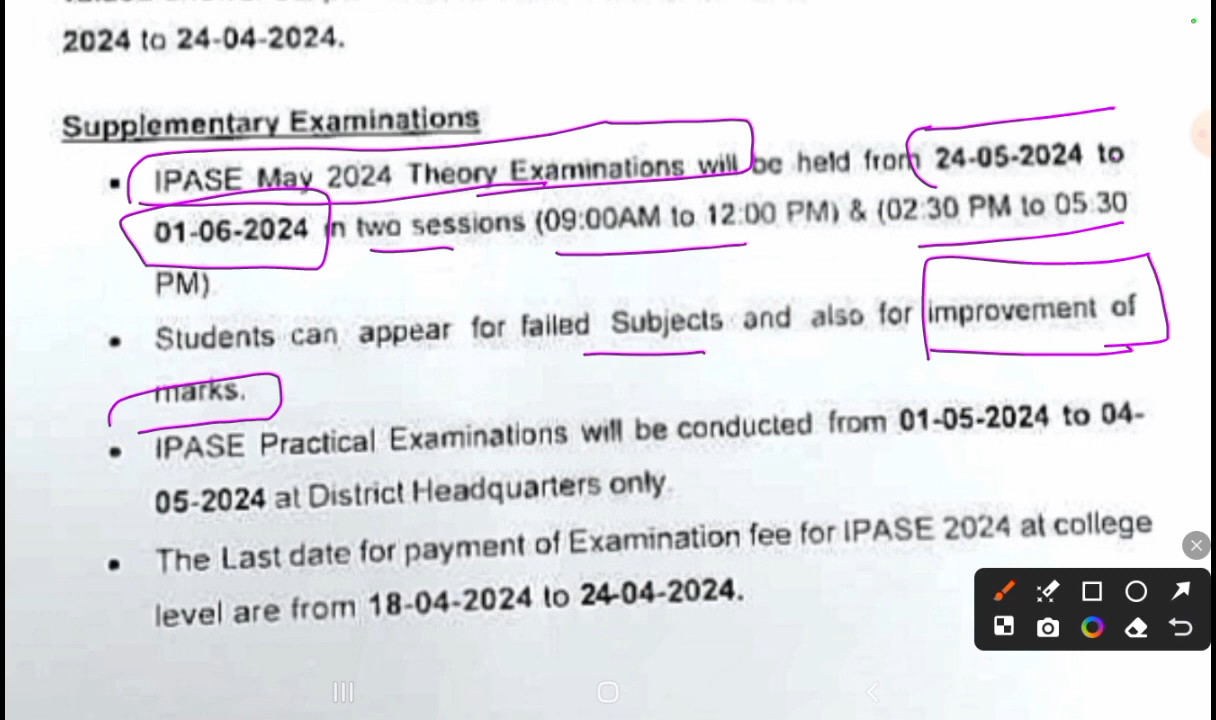 2024 to 24-04-2024.
Supplementary Examinations
IPASE May 2024 Theory Examinations will be held from 24-05-2024 to
01-06-2024 in two sessions (09:00AM to 12:00 PM) & (02:30 PM to 05:30
PM)
Students can appear for failed Subjects and also for improvement of
marks.
IPASE Practical Examinations will be conducted from 01-05-2024 to 04-
05-2024 at District Headquarters only.
The Last date for payment of Examination fee for IPASE 2024 at college
level are from 18-04-2024 to 24-04-2024.